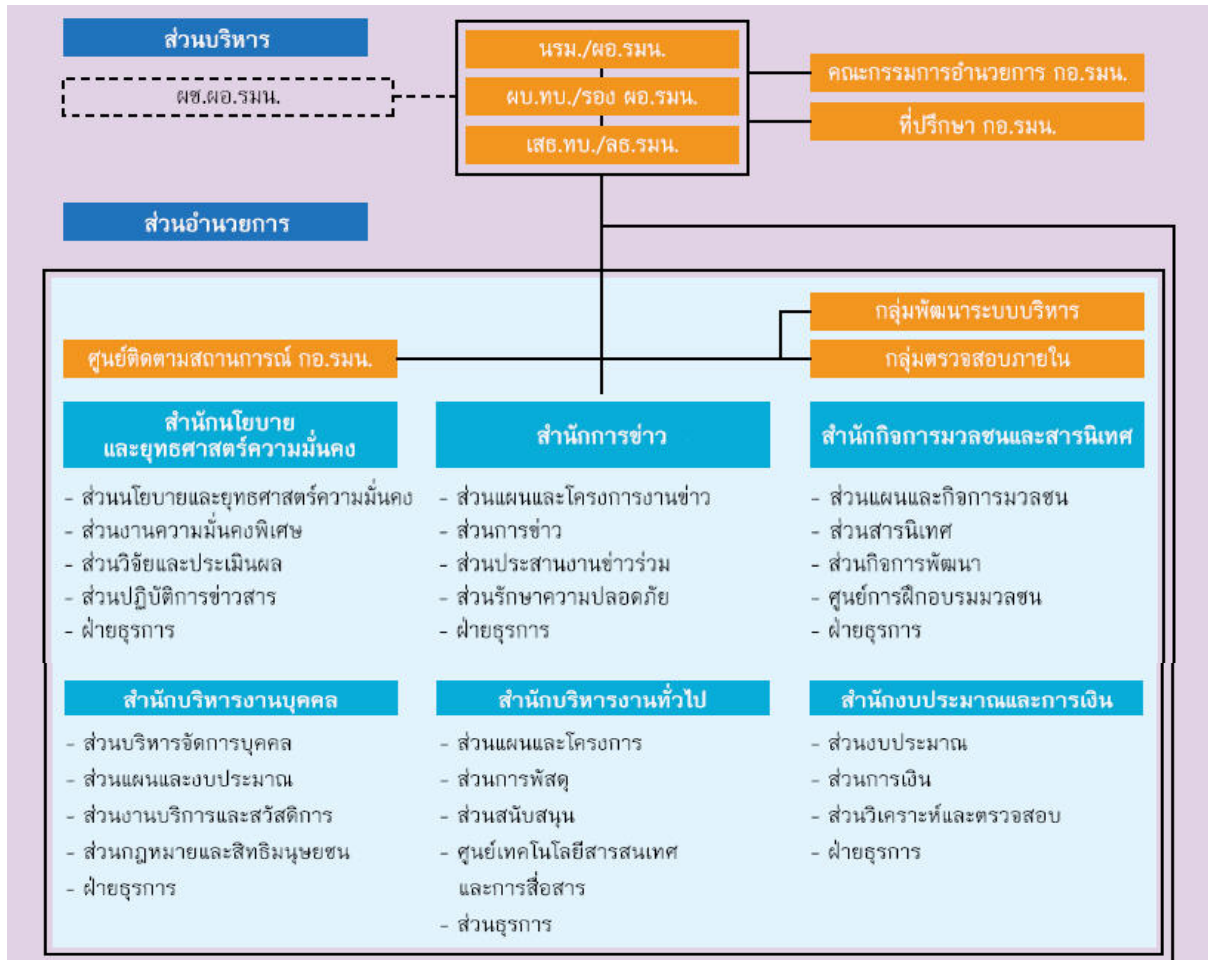 ส่วนบริหาร
นรม./ผอ.รมน.
คณะกรรมการอำนวยการ กอ.รมน.
ผช.ผอ.รมน.
ผบ.ทบ./รอง ผอ.รมน.
ที่ปรึกษา กอ.รมน.
เสธ.ทบ./ลธ.รมน.
ส่วนอำนวยการ
กลุ่มพัฒนาระบบบริหาร
ศูนย์ติดตามสถานการณ์ กอ.รมน.
กลุ่มตรวจสอบภายใน
สำนักนโยบาย
และยุทธศาสตร์ความมั่นคง
- ส่วนนโยบายและยุทธศาสตร์ความมั่นคง
- ส่วนงานความมั่นคงพิเศษ
- ส่วนวิจัยและประเมินผล
- ส่วนปฏิบัติการข่าวสาร
- ฝ่ายธุรการ
สำนักการข่าว
- ส่วนแผนและโครงการงานข่าว
- ส่วนการข่าว
- ส่วนประสานงานข่าวร่วม
- ส่วนรักษาความปลอดภัย
- ฝ่ายธุรการ
สำนักกิจการมวลชนและสารนิเทศ
- ส่วนแผนและกิจการมวลชน
- ส่วนสารนิเทศ
- ส่วนกิจการพัฒนา
- ศูนย์การฝึกอบรมมวลชน
- ฝ่ายธุรการ
สำนักบริหารงานบุคคล
- ส่วนบริหารจัดการบุคคล
- ส่วนแผนและงบประมาณ
- ส่วนงานบริการและสวัสดิการ
- ส่วนกฎหมายและสิทธิมนุษยชน
- ฝ่ายธุรการ
สำนักบริหารงานทั่วไป
- ส่วนแผนและโครงการ
- ส่วนการพัสดุ
- ส่วนสนับสนุน
- ศูนย์เทคโนโลยีสารสนเทศ
และการสื่อสาร
- ส่วนธุรการ
สำนักงบประมาณและการเงิน
- ส่วนงบประมาณ
- ส่วนการเงิน
- ส่วนวิเคราะห์และตรวจสอบ
- ฝ่ายธุรการ